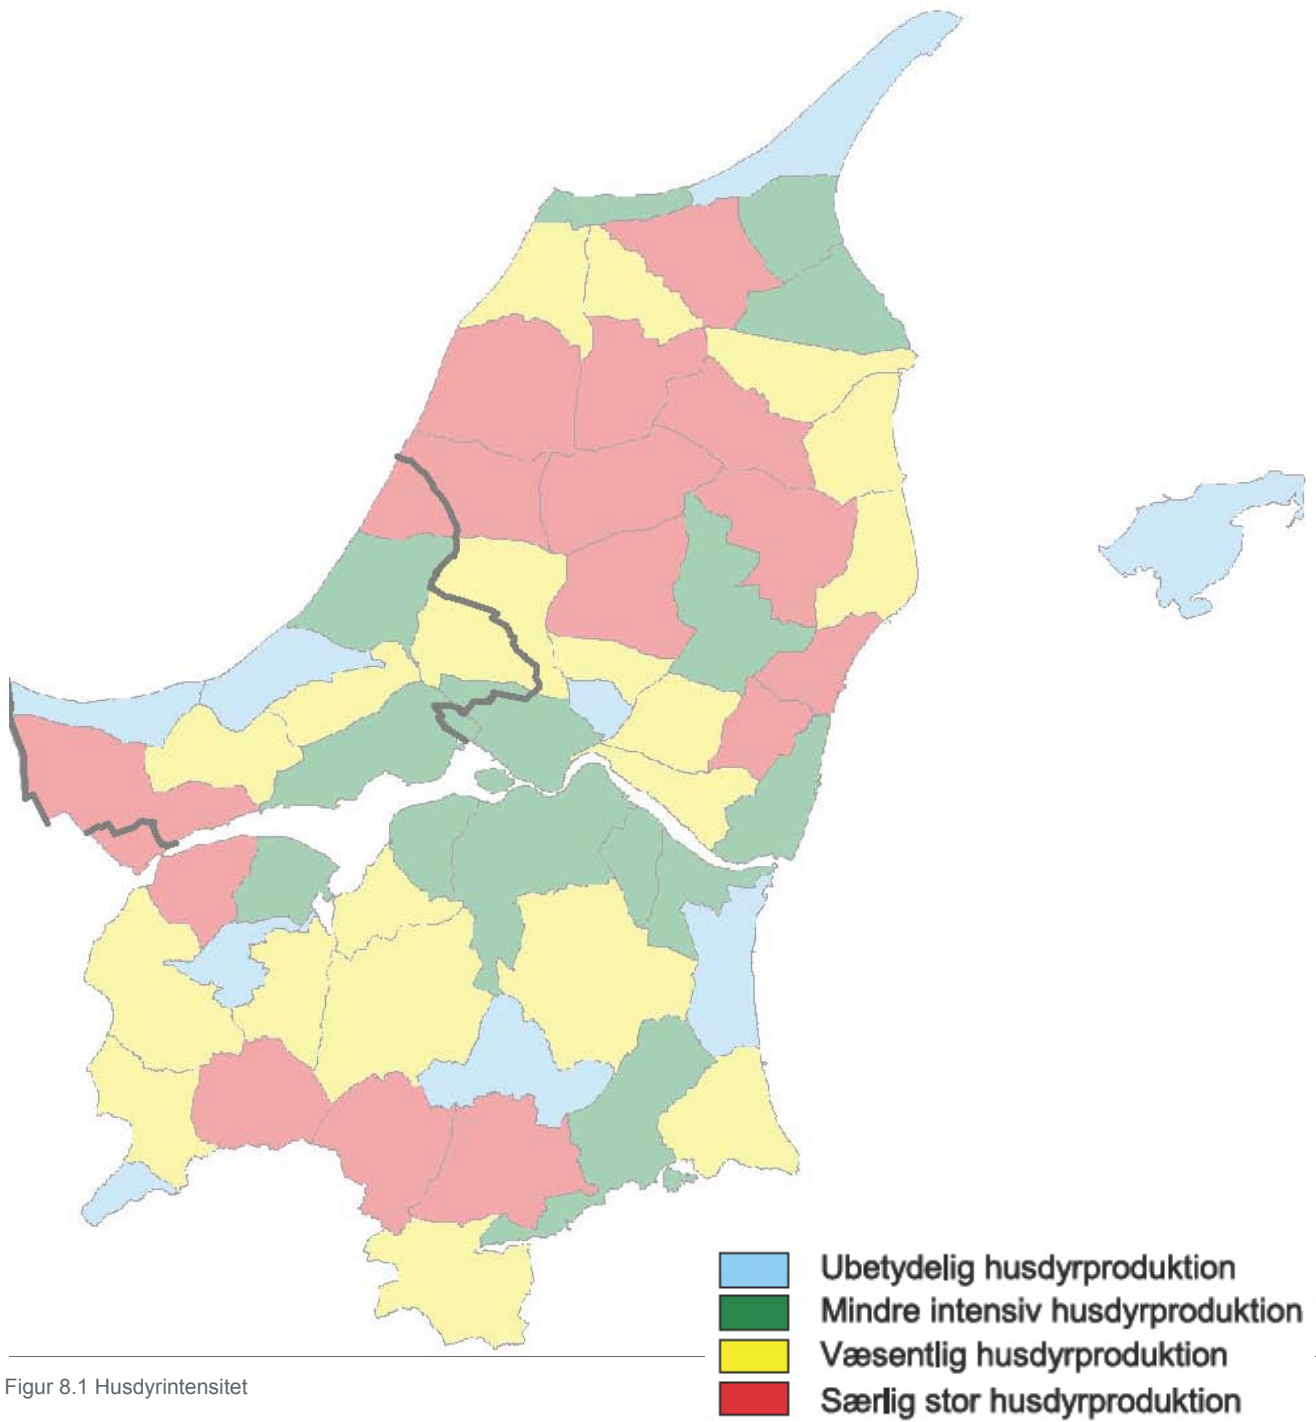 Ubetydelig husdyrproduktion
Mindre intensiv husdyrproduktion
Væsentlig husdyrproduktion
Særlig stor husdyrproduktion
Figur 8.1 Husdyrintensitet